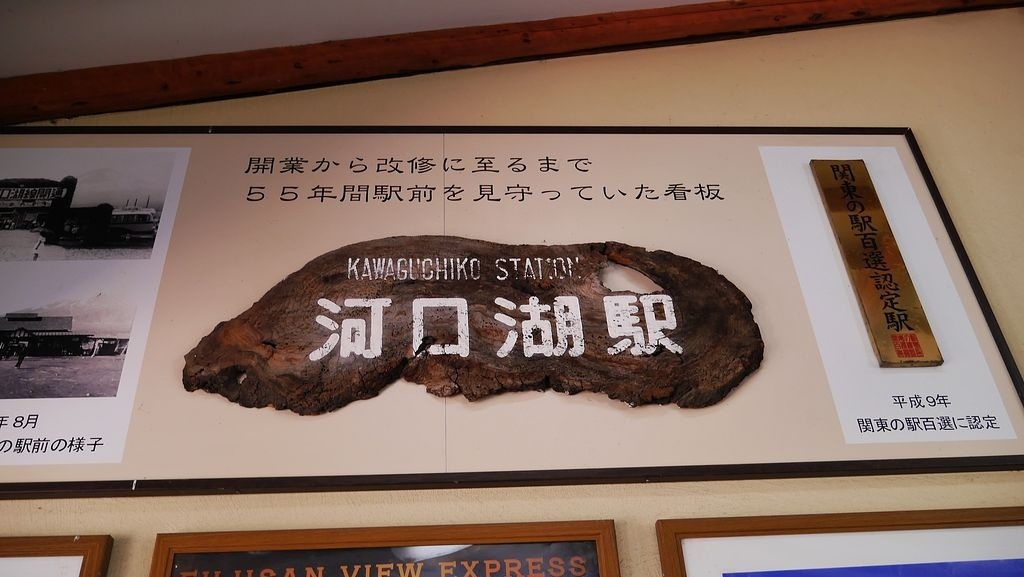 開業から改修に至るまで
55年間駅前を見守っていた看板
KAWAGUCHIKO STATION
河口湖駅
関東の駅百選認定駅
平成9年
関東の駅百選に認定
年8月
の駅前の様子
FUJISAN VIEW EXPRESS